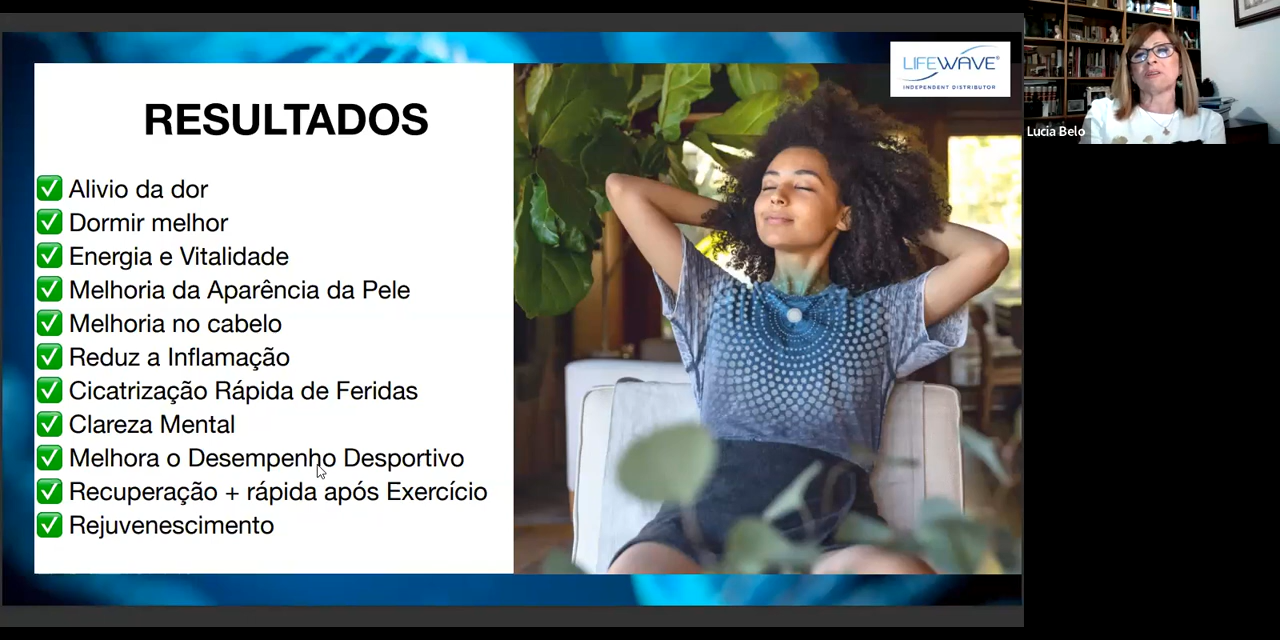 RESULTADOS
✅ Alivio da dor
✅ Dormir melhor
✅ Energia e Vitalidade
✅ Melhoria da Aparência da Pele
✅ Melhoria no cabelo
✅ Reduz a Inflamação
✅ Cicatrização Rápida de Feridas
✅ Clareza Mental
✅ Melhora o Desempenho Desportivo
✅ Recuperação + rápida após Exercício
✅ Rejuvenescimento
LIFEWAVE®
INDEPENDENT DISTRIBUTOR
Lucia Belo